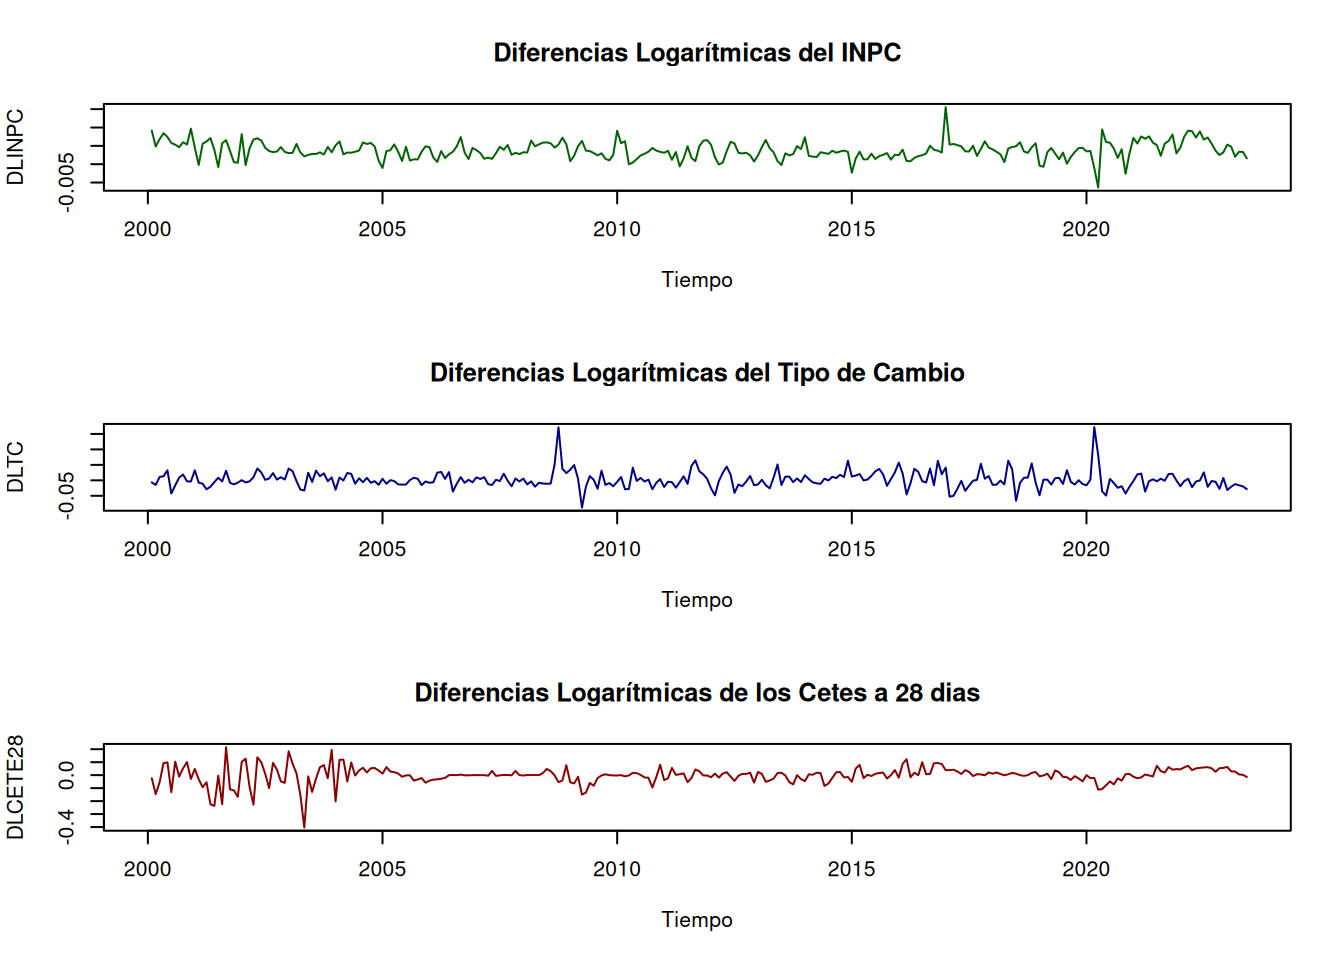 Diferencias Logarítmicas del INPC
DLINPC
-0.005
2000 2005 2010 2015 2020
Tiempo
Diferencias Logarítmicas del Tipo de Cambio
DLTC
-0.05
2000 2005 2010 2015 2020
Tiempo
Diferencias Logarítmicas de los Cetes a 28 dias
DLCETE28
0.0
-0.4
2000 2005 2010 2015 2020
Tiempo